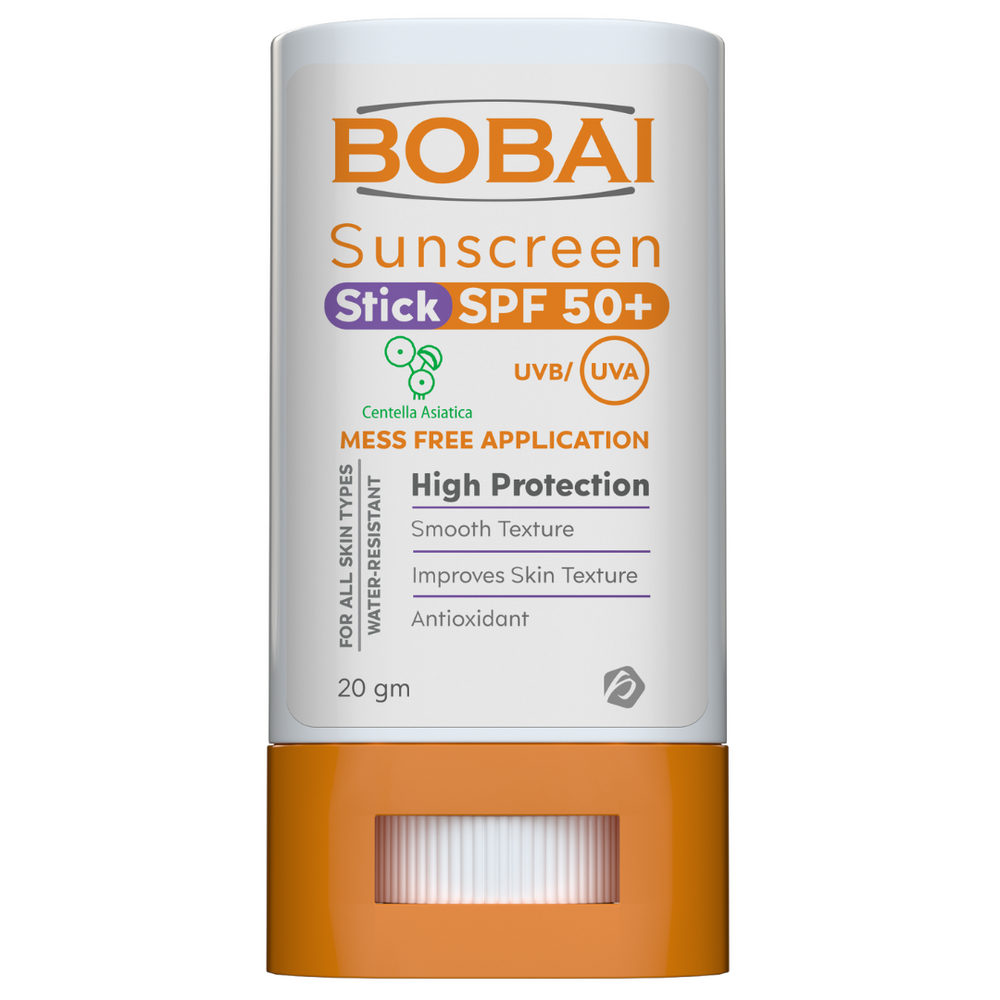 BOBAI
Sunscreen
Stick SPF 50+
UVB/ UVA
Centella Asiatica
MESS FREE APPLICATION
FOR ALL SKIN TYPES
WATER-RESISTANT
High Protection
Smooth Texture
Improves Skin Texture
Antioxidant
20 gm